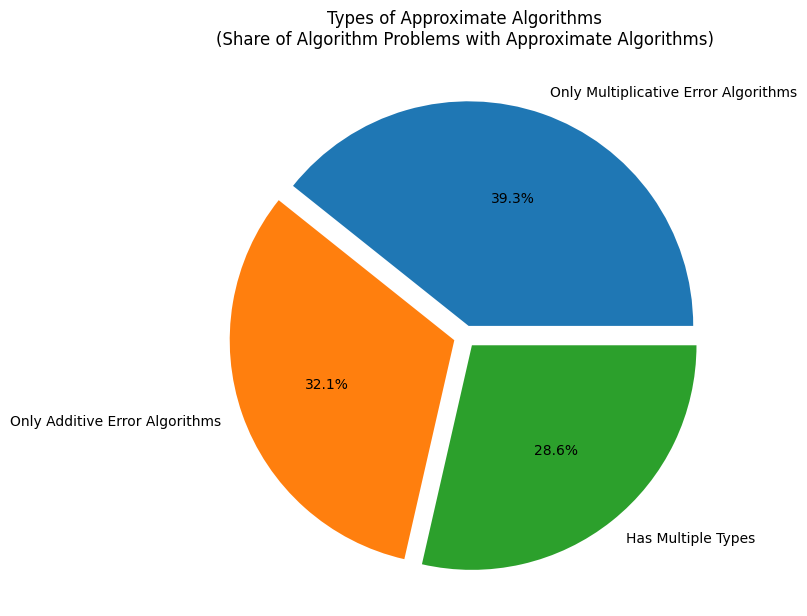 Types of Approximate Algorithms
(Share of Algorithm Problems with Approximate Algorithms)
Only Multiplicative Error Algorithms
39.3%
32.1%
Only Additive Error Algorithms
28.6%
Has Multiple Types